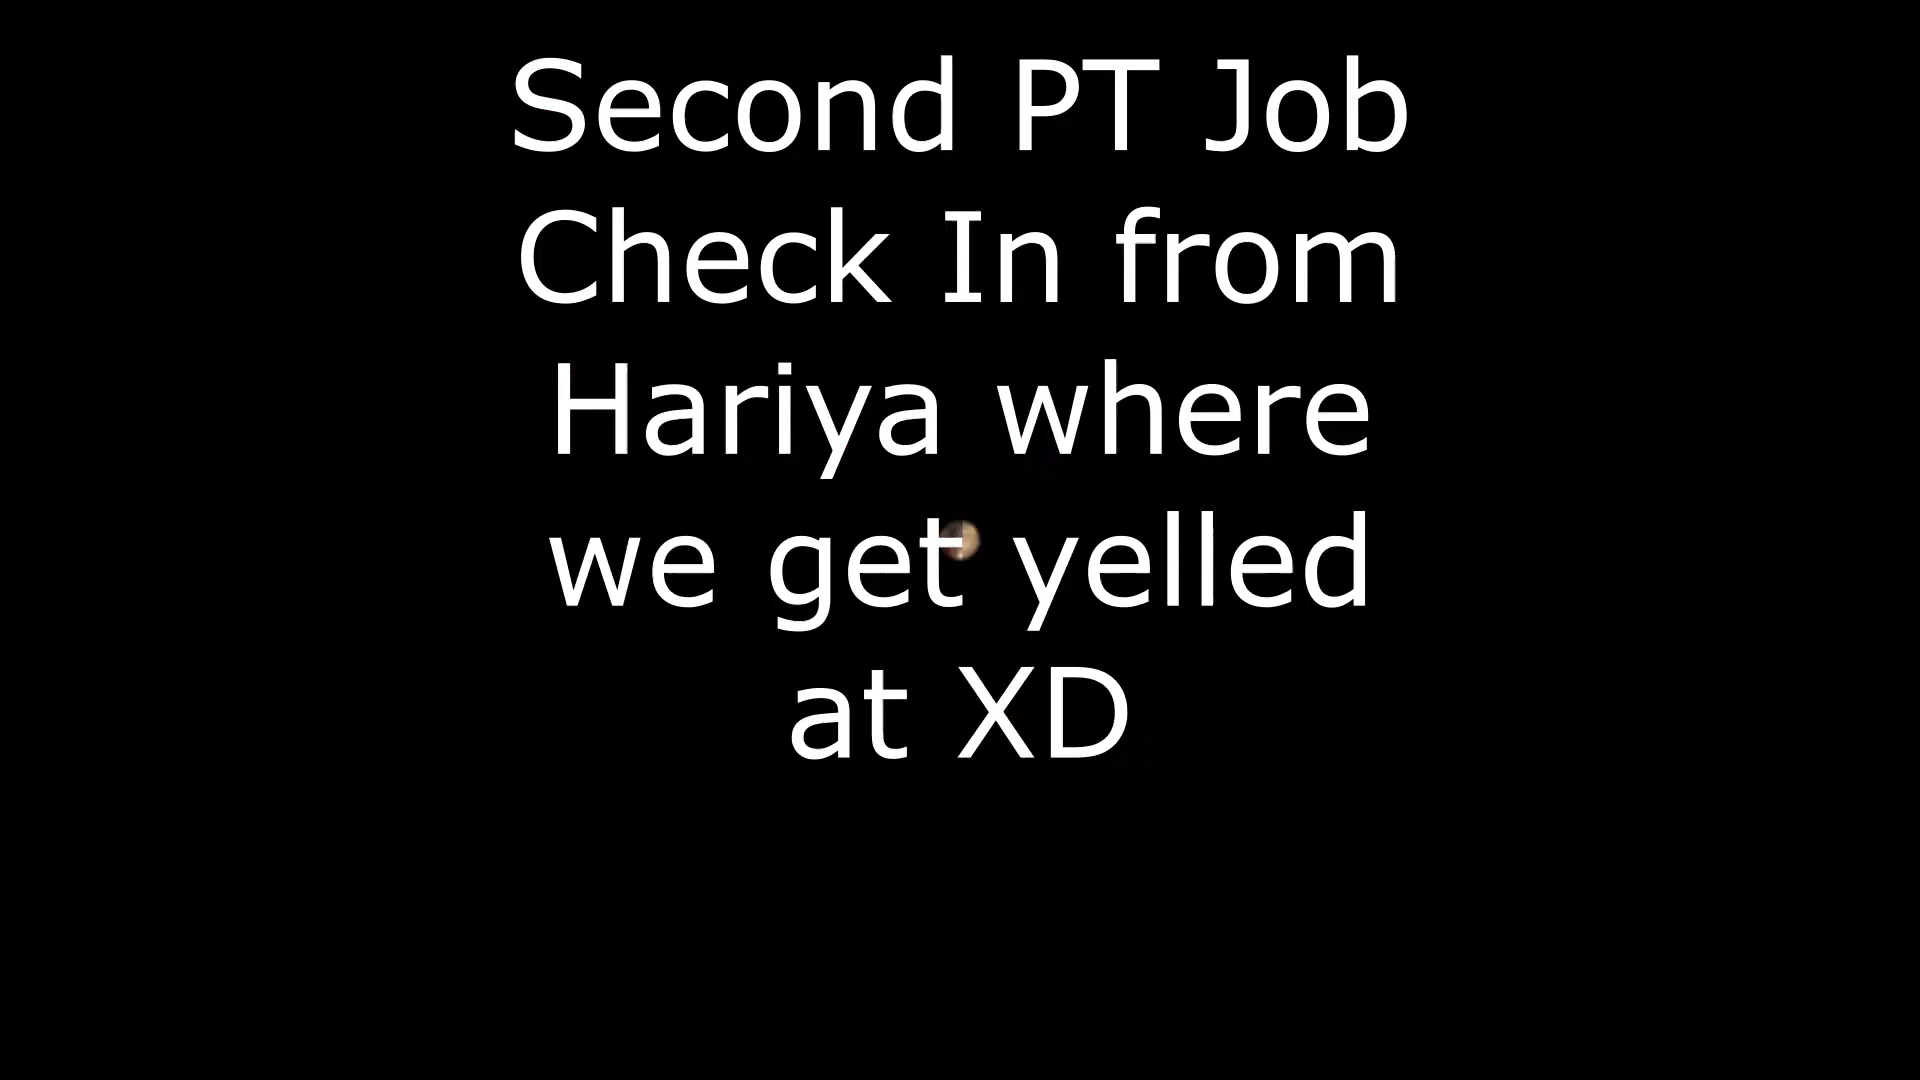 Second PT Job
Check In from
Hariya where
we get yelled
at XD